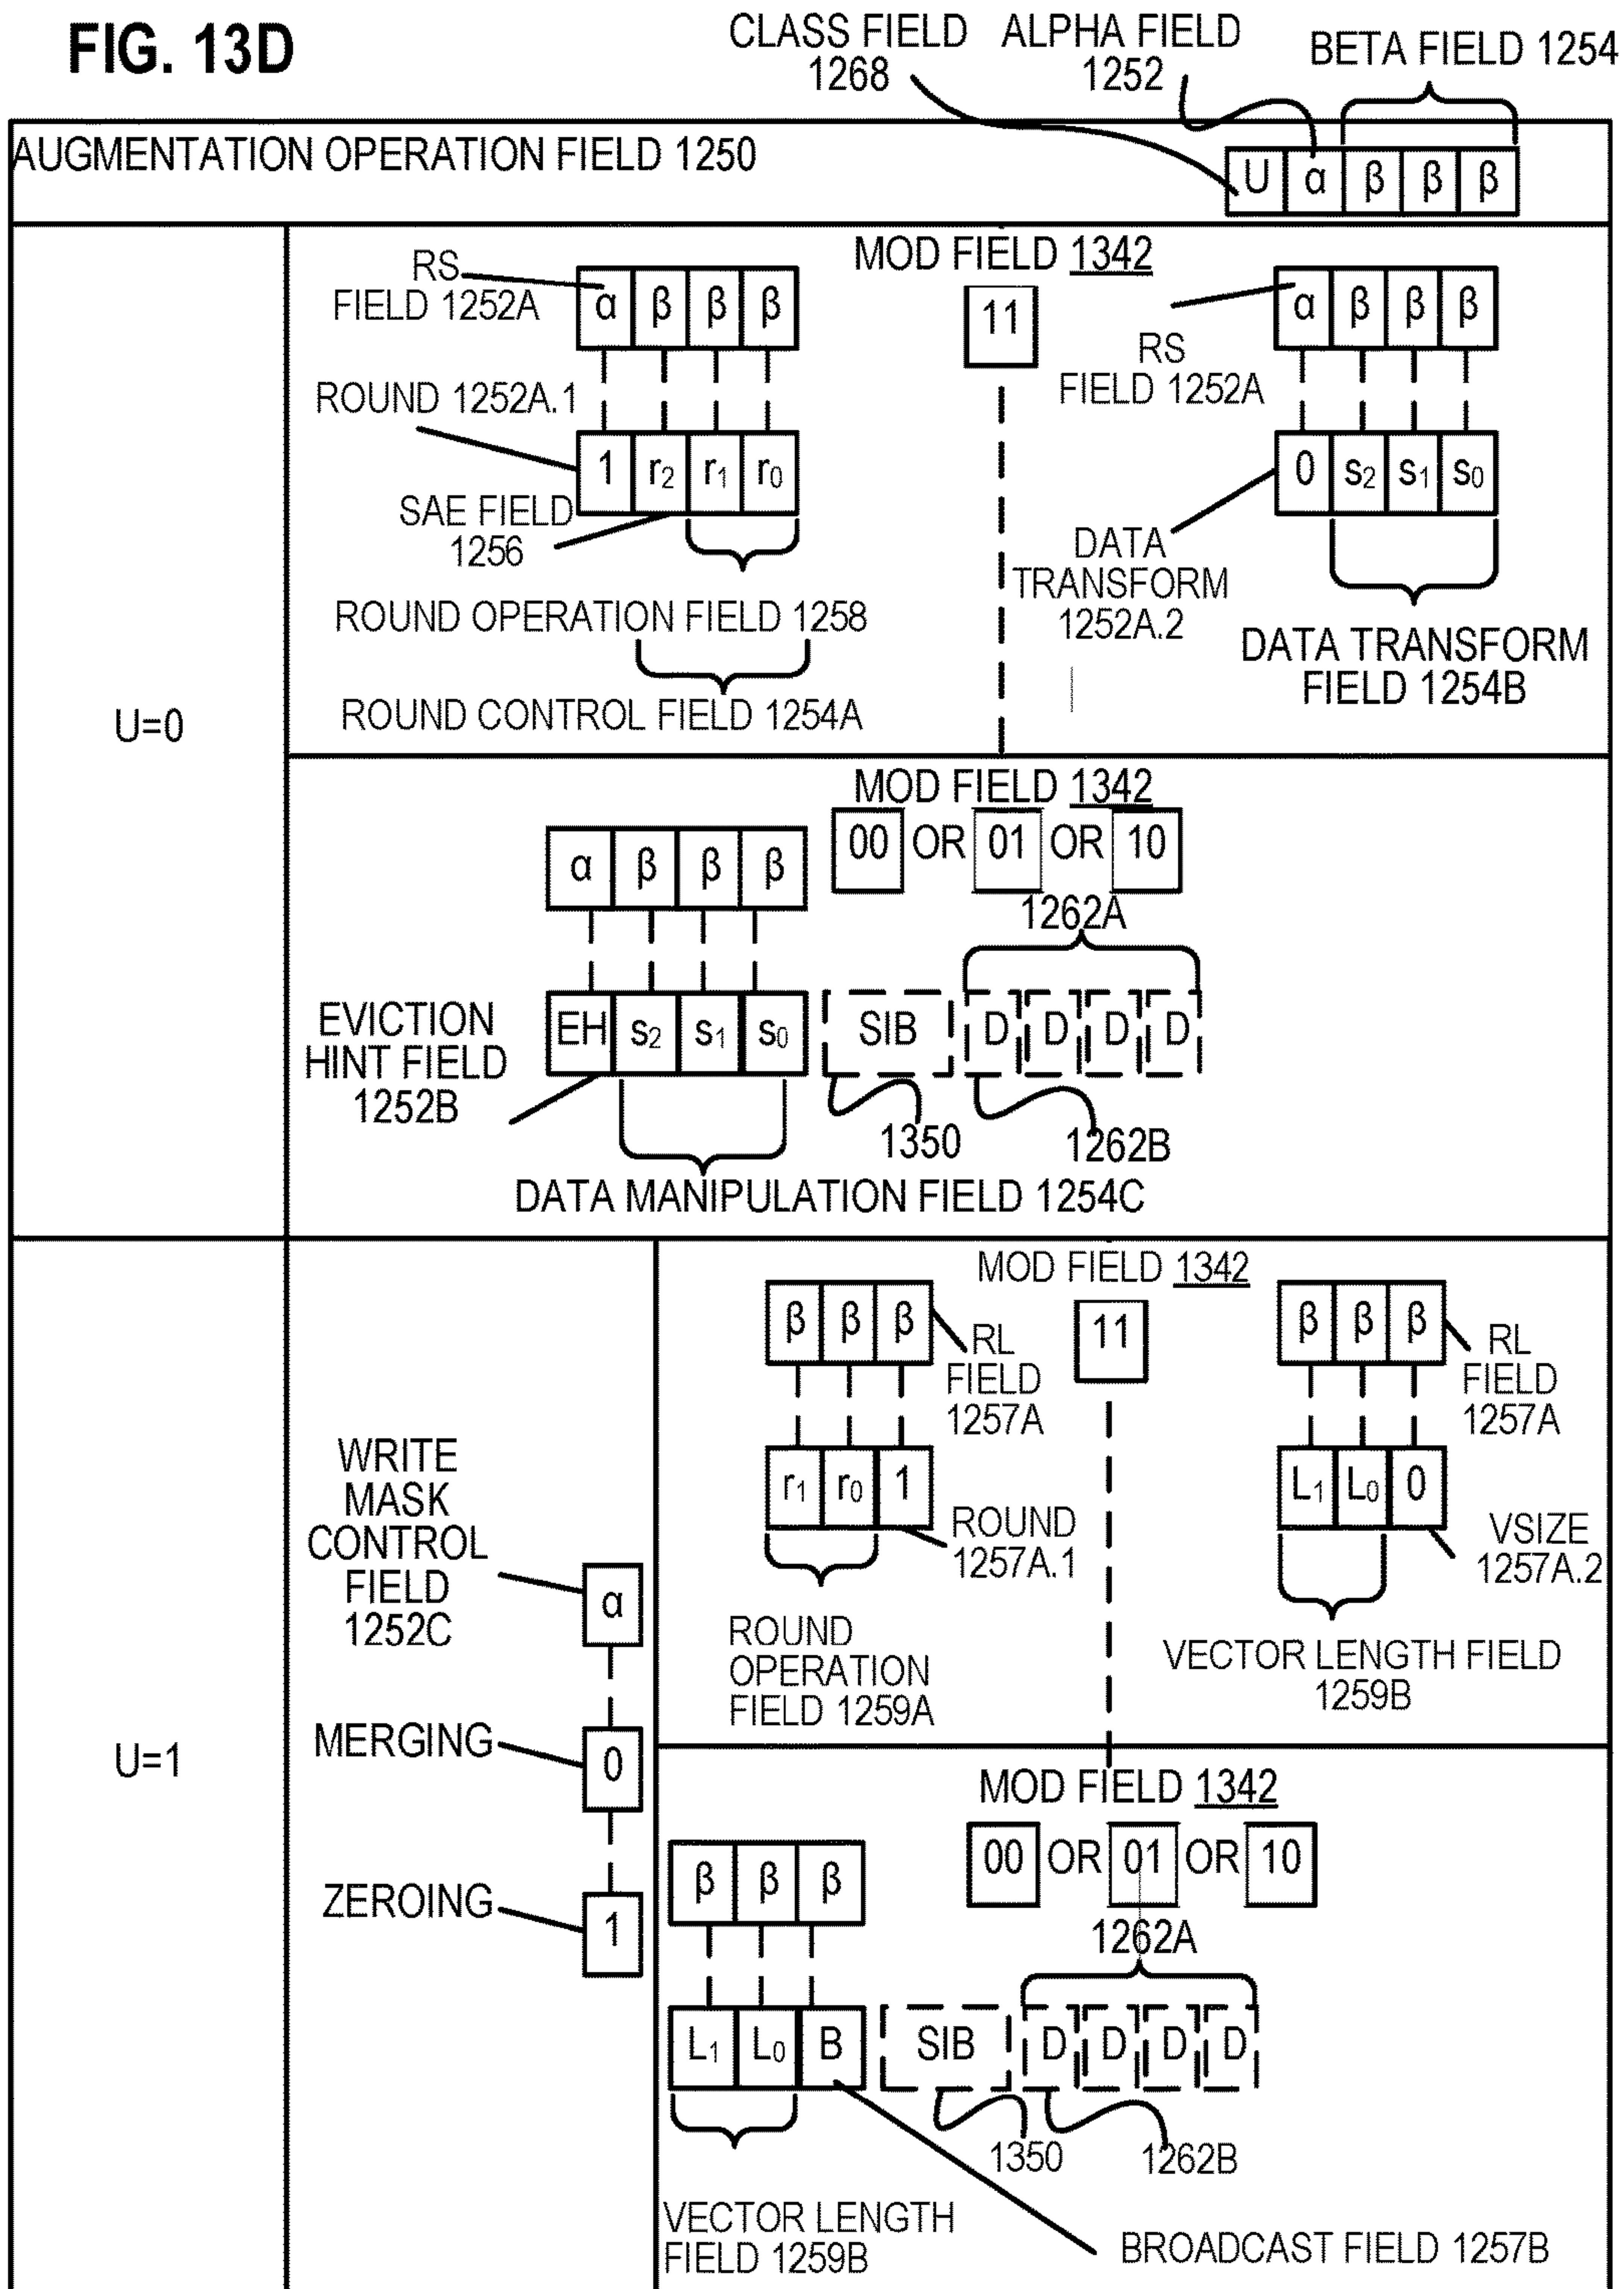 FIG. 13D
CLASS FIELD
1268
ALPHA FIELD
1252
BETA FIELD 1254
AUGMENTATION OPERATION FIELD 1250
U α β β β
U=0
MOD FIELD 1342
11
RS
FIELD 1252A
α β β β
ROUND 1252A.1
1 r2 r1 r0
SAE FIELD
1256
ROUND OPERATION FIELD 1258
ROUND CONTROL FIELD 1254A
α β β β
RS
FIELD 1252A
0 s2 s1 s0
DATA
TRANSFORM
1252A.2
DATA TRANSFORM
FIELD 1254B
MOD FIELD 1342
00 OR 01 OR 10
α β β β
1262A
EVICTION
HINT FIELD
1252B
EH s2 s1 s0 SIB D D D D
1350
1262B
DATA MANIPULATION FIELD 1254C
U=1
WRITE
MASK
CONTROL
FIELD
1252C
α
MERGING 0
ZEROING 1
MOD FIELD 1342
11
β β β
RL
FIELD
1257A
r1 r0 1
ROUND
1257A.1
ROUND
OPERATION
FIELD 1259A
β β β
RL
FIELD
1257A
L1 L0 0
VSIZE
1257A.2
VECTOR LENGTH FIELD
1259B
MOD FIELD 1342
00 OR 01 OR 10
β β β
1262A
L1 L0 B SIB D D D D
1350
1262B
VECTOR LENGTH
FIELD 1259B
BROADCAST FIELD 1257B